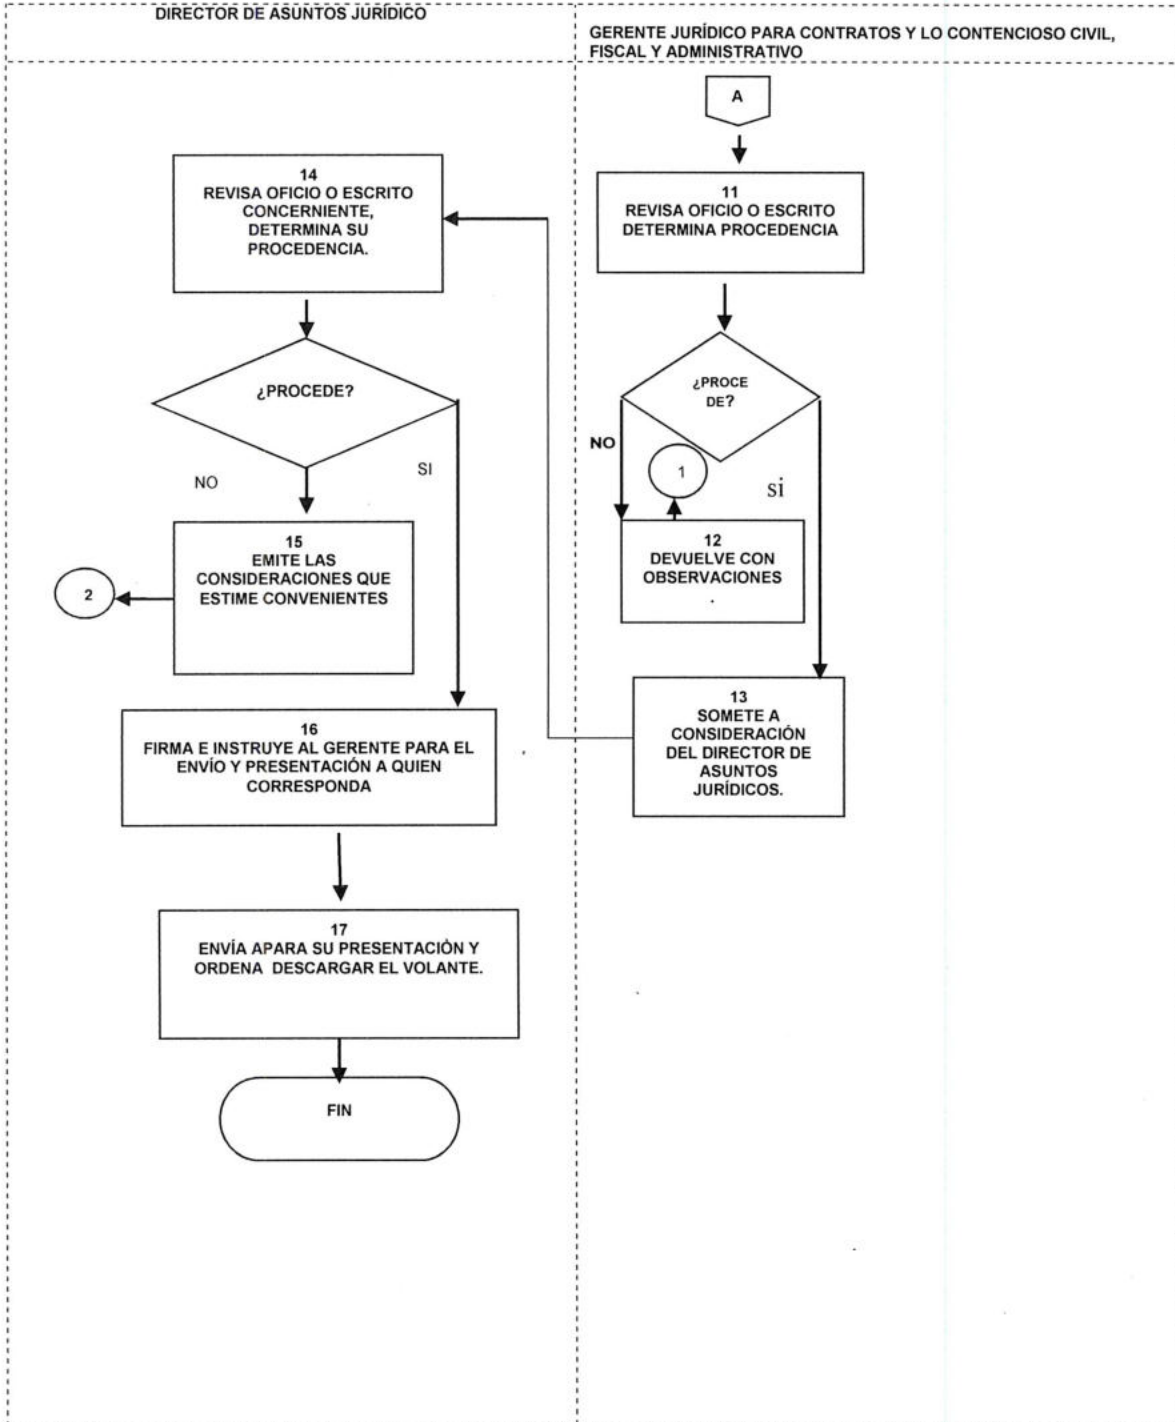 DIRECTOR DE ASUNTOS JURÍDICO
GERENTE JURÍDICO PARA CONTRATOS Y LO CONTENCIOSO CIVIL,
FISCAL Y ADMINISTRATIVO
A
11
REVISA OFICIO O ESCRITO
DETERMINA PROCEDENCIA
¿PROCE
DE?
NO
1
si
12
DEVUELVE CON
OBSERVACIONES
13
SOMETE A
CONSIDERACIÓN
DEL DIRECTOR DE
ASUNTOS
JURÍDICOS.
14
REVISA OFICIO O ESCRITO
CONCERNIENTE,
DETERMINA SU
PROCEDENCIA.
¿PROCEDE?
NO
SI
15
EMITE LAS
CONSIDERACIONES QUE
ESTIME CONVENIENTES
2
16
FIRMA E INSTRUYE AL GERENTE PARA EL
ENVÍO Y PRESENTACIÓN A QUIEN
CORRESPONDA
17
ENVÍA APARA SU PRESENTACIÓN Y
ORDENA DESCARGAR EL VOLANTE.
FIN